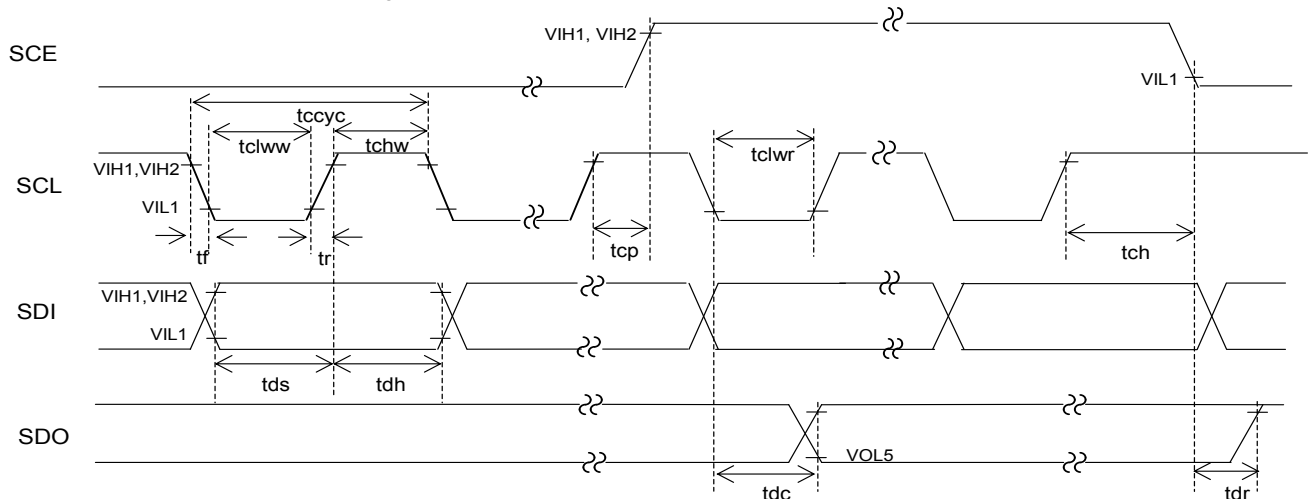 SCE
VIH1, VIH2
VIL1
tccyc
tclww
tchw
tclwr
SCL
VIH1,VIH2
VIL1
tf
tr
tcp
tch
SDI
VIH1,VIH2
VIL1
tds
tdh
SDO
VOL5
tdc
tdr